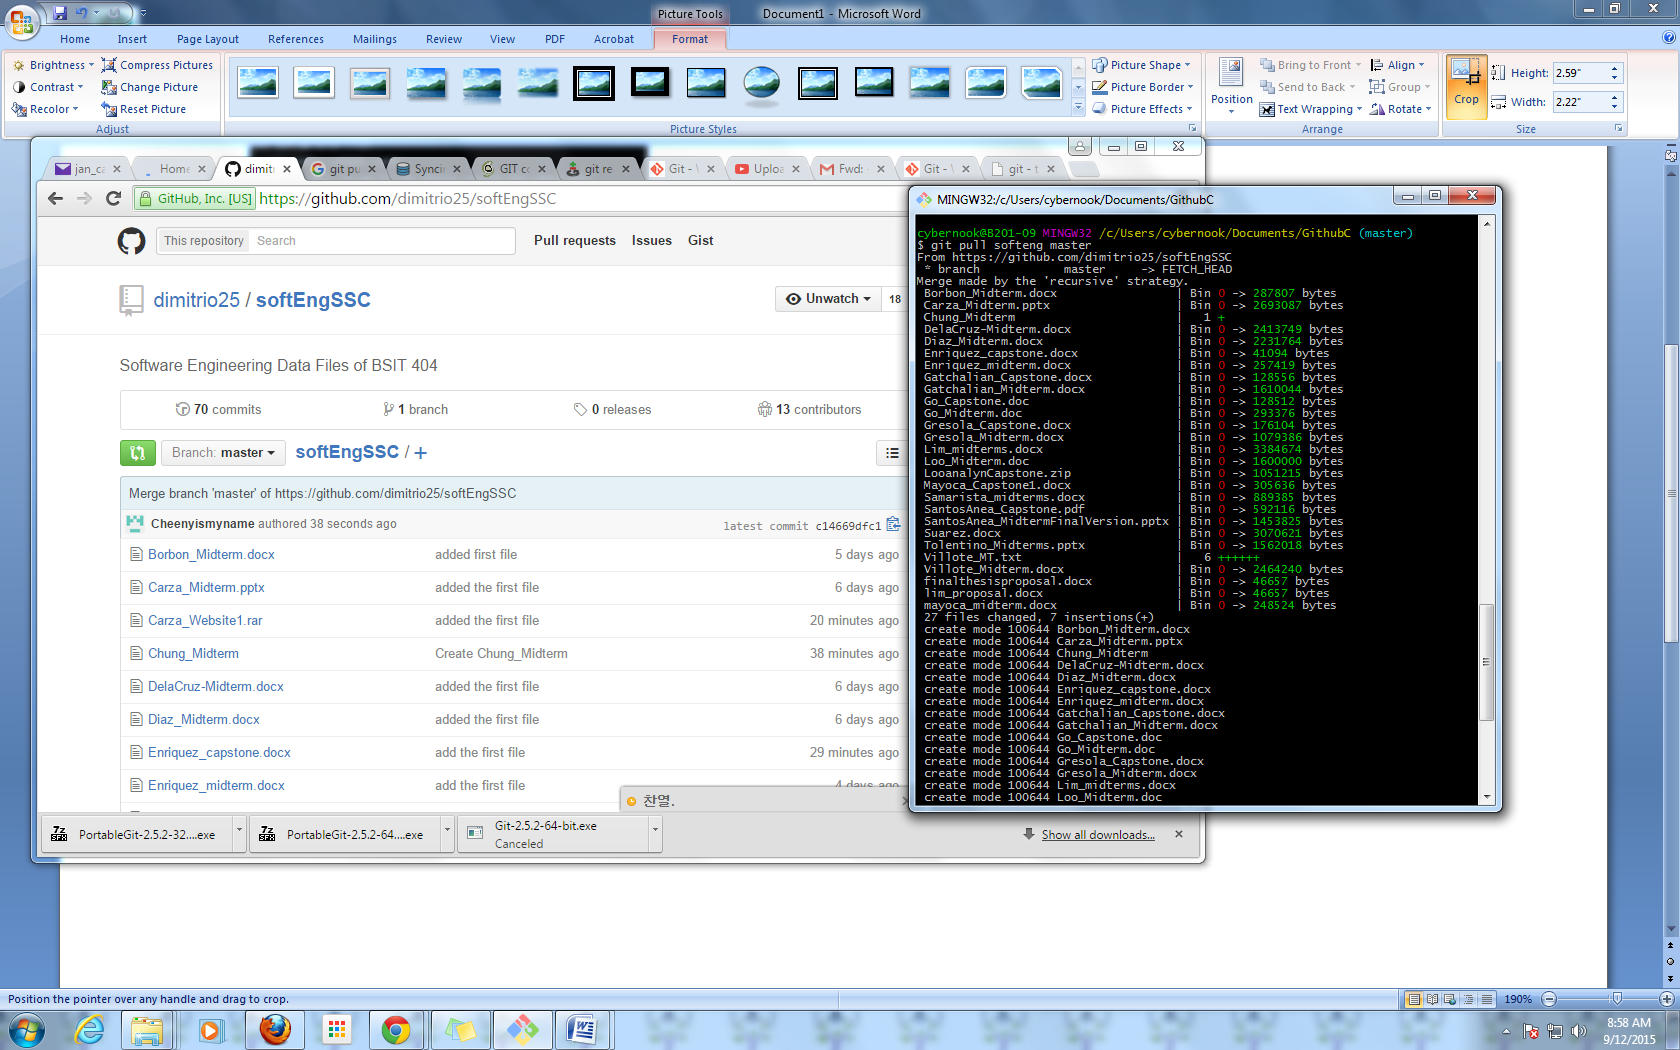 Picture Tools
Document1 - Microsoft Word
Home Insert Page Layout References Mailings Review View PDF Acrobat Format
Brightness
Contrast
Recolor
Compress Pictures
Change Picture
Reset Picture
Adjust
Picture Styles
Picture Shape
Picture Border
Picture Effects
Position
Bring to Front
Send to Back
Text Wrapping
Align
Group
Rotate
Arrange
Crop
Height: 2.59"
Width: 2.22"
Size
jan_ca
Home
dimitr
git pu
Syncin
GIT co
git re
Git - \
Uploa
Fwd:
Git - \
git - t
GitHub, Inc. [US] https://github.com/dimitrio25/softEngSSC
This repository Search Pull requests Issues Gist
dimitrio25 / softEngSSC
Unwatch 18
Software Engineering Data Files of BSIT 404
70 commits 1 branch 0 releases 13 contributors
Branch: master softEngSSC / +
Merge branch 'master' of https://github.com/dimitrio25/softEngSSC
Cheenyismyname authored 38 seconds ago latest commit c14669dfc1
Borbon_Midterm.docx added first file 5 days ago
Carza_Midterm.pptx added the first file 6 days ago
Carza_Website1.rar 20 minutes ago
Chung_Midterm Create Chung_Midterm 38 minutes ago
DelaCruz-Midterm.docx added the first file 6 days ago
Diaz_Midterm.docx added the first file 6 days ago
Enriquez_capstone.docx add the first file 29 minutes ago
Enriquez_midterm.docx add the first file 4 days ago
찬열.
PortableGit-2.5.2-32....exe
PortableGit-2.5.2-64....exe
Git-2.5.2-64-bit.exe
Canceled
Show all downloads...
MINGW32:/c/Users/cybernook/Documents/GithubC
cybernook@B201-09 MINGW32 /c/Users/cybernook/Documents/GithubC (master)
$ git pull softeng master
From https://github.com/dimitrio25/softEngSSC
* branch master -> FETCH_HEAD
Merge made by the 'recursive' strategy.
Borbon_Midterm.docx | Bin 0 -> 287807 bytes
Carza_Midterm.pptx | Bin 0 -> 2693087 bytes
Chung_Midterm | 1 +
DelaCruz-Midterm.docx | Bin 0 -> 2413749 bytes
Diaz_Midterm.docx | Bin 0 -> 2231764 bytes
Enriquez_capstone.docx | Bin 0 -> 41094 bytes
Enriquez_midterm.docx | Bin 0 -> 257419 bytes
Gatchalian_Capstone.docx | Bin 0 -> 128556 bytes
Gatchalian_Midterm.docx | Bin 0 -> 1610044 bytes
Go_Capstone.doc | Bin 0 -> 128512 bytes
Go_Midterm.doc | Bin 0 -> 293376 bytes
Gresola_Capstone.docx | Bin 0 -> 176104 bytes
Gresola_Midterm.docx | Bin 0 -> 1079386 bytes
Lim_midterms.docx | Bin 0 -> 3384674 bytes
Loo_Midterm.doc | Bin 0 -> 1600000 bytes
LooanalynCapstone.zip | Bin 0 -> 1051215 bytes
Mayoca_Capstone1.docx | Bin 0 -> 305636 bytes
Samarista_midterms.docx | Bin 0 -> 889385 bytes
SantosAnea_Capstone.pdf | Bin 0 -> 592116 bytes
SantosAnea_MidtermFinalVersion.pptx | Bin 0 -> 1453825 bytes
Suarez.docx | Bin 0 -> 3070621 bytes
Tolentino_Midterms.pptx | Bin 0 -> 1562018 bytes
Villote_MT.txt | 6 ++++++
Villote_Midterm.docx | Bin 0 -> 2464240 bytes
finalthesisproposal.docx | Bin 0 -> 46657 bytes
lim_proposal.docx | Bin 0 -> 46657 bytes
mayoca_midterm.docx | Bin 0 -> 248524 bytes
27 files changed, 7 insertions(+)
create mode 100644 Borbon_Midterm.docx
create mode 100644 Carza_Midterm.pptx
create mode 100644 Chung_Midterm
create mode 100644 DelaCruz-Midterm.docx
create mode 100644 Diaz_Midterm.docx
create mode 100644 Enriquez_capstone.docx
create mode 100644 Enriquez_midterm.docx
create mode 100644 Gatchalian_Capstone.docx
create mode 100644 Gatchalian_Midterm.docx
create mode 100644 Go_Capstone.doc
create mode 100644 Go_Midterm.doc
create mode 100644 Gresola_Capstone.docx
create mode 100644 Gresola_Midterm.docx
create mode 100644 Lim_midterms.docx
create mode 100644 Loo_Midterm.doc
Position the pointer over any handle and drag to crop.
190%
8:58 AM
9/12/2015